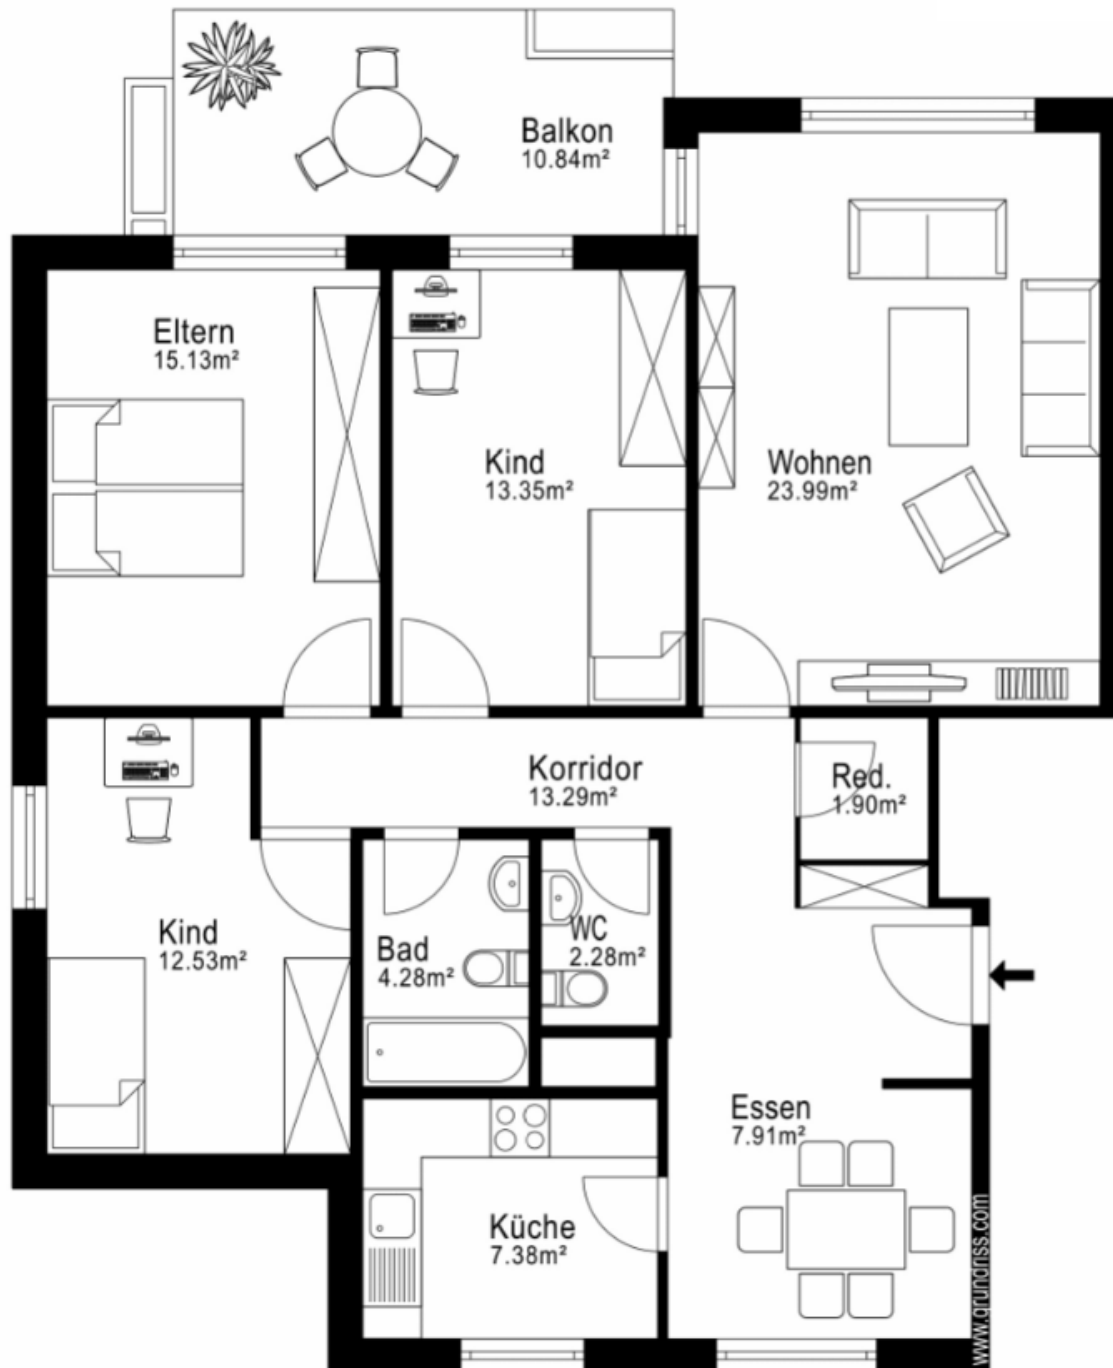 Balkon
10.84m²
Eltern
15.13m²
Kind
13.35m²
Wohnen
23.99m²
Korridor
13.29m²
Red.
1.90m²
Kind
12.53m²
Bad
4.28m²
WC
2.28m²
Essen
7.91m²
Küche
7.38m²
www.grundriss.com